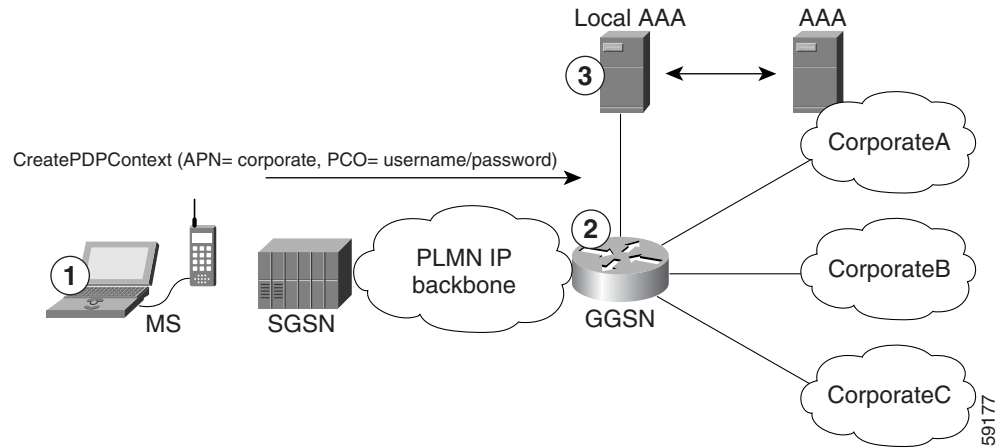 Local AAA
AAA
3
CorporateA
CreatePDPContext (APN= corporate, PCO= username/password)
2
PLMN IP
backbone
CorporateB
1
MS
SGSN
GGSN
CorporateC
59177